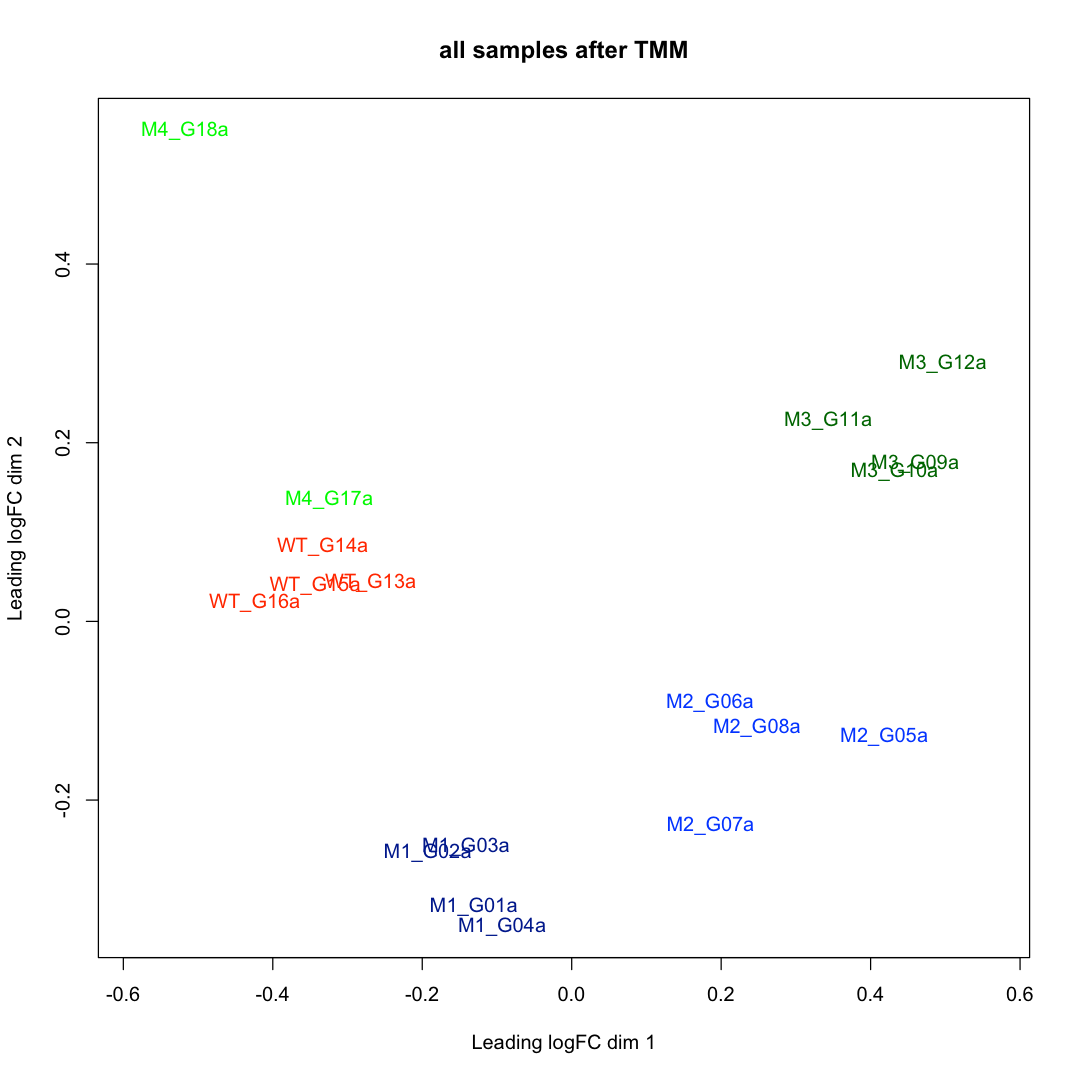 all samples after TMM
M4_G18a
M3_G12a
M3_G11a
M3_G09a
M3_G10a
M4_G17a
WT_G14a
WT_G13a
WT_G15a
WT_G16a
M2_G06a
M2_G08a
M2_G05a
M2_G07a
M1_G03a
M1_G02a
M1_G01a
M1_G04a
Leading logFC dim 2
0.4
0.2
0.0
-0.2
-0.6 -0.4 -0.2 0.0 0.2 0.4 0.6
Leading logFC dim 1